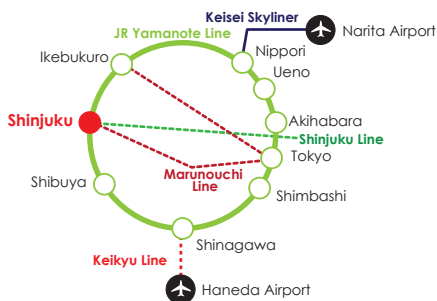 Keisei Skyliner
JR Yamanote Line
Narita Airport
Nippori
Ikebukuro
Ueno
Shinjuku
Akihabara
Shinjuku Line
Tokyo
Marunouchi
Line
Shibuya
Shimbashi
Shinagawa
Keikyu Line
Haneda Airport